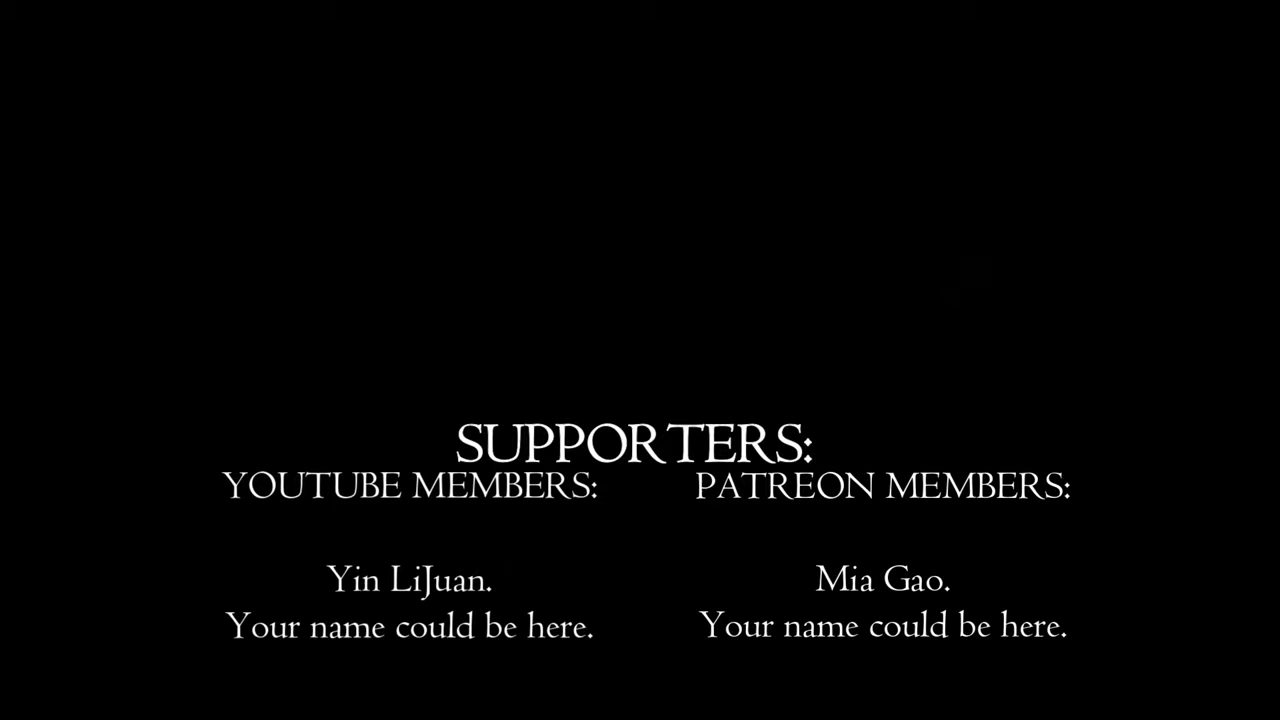 SUPPORTERS:
YOUTUBE MEMBERS:
Yin LiJuan.
Your name could be here.
PATREON MEMBERS:
Mia Gao.
Your name could be here.